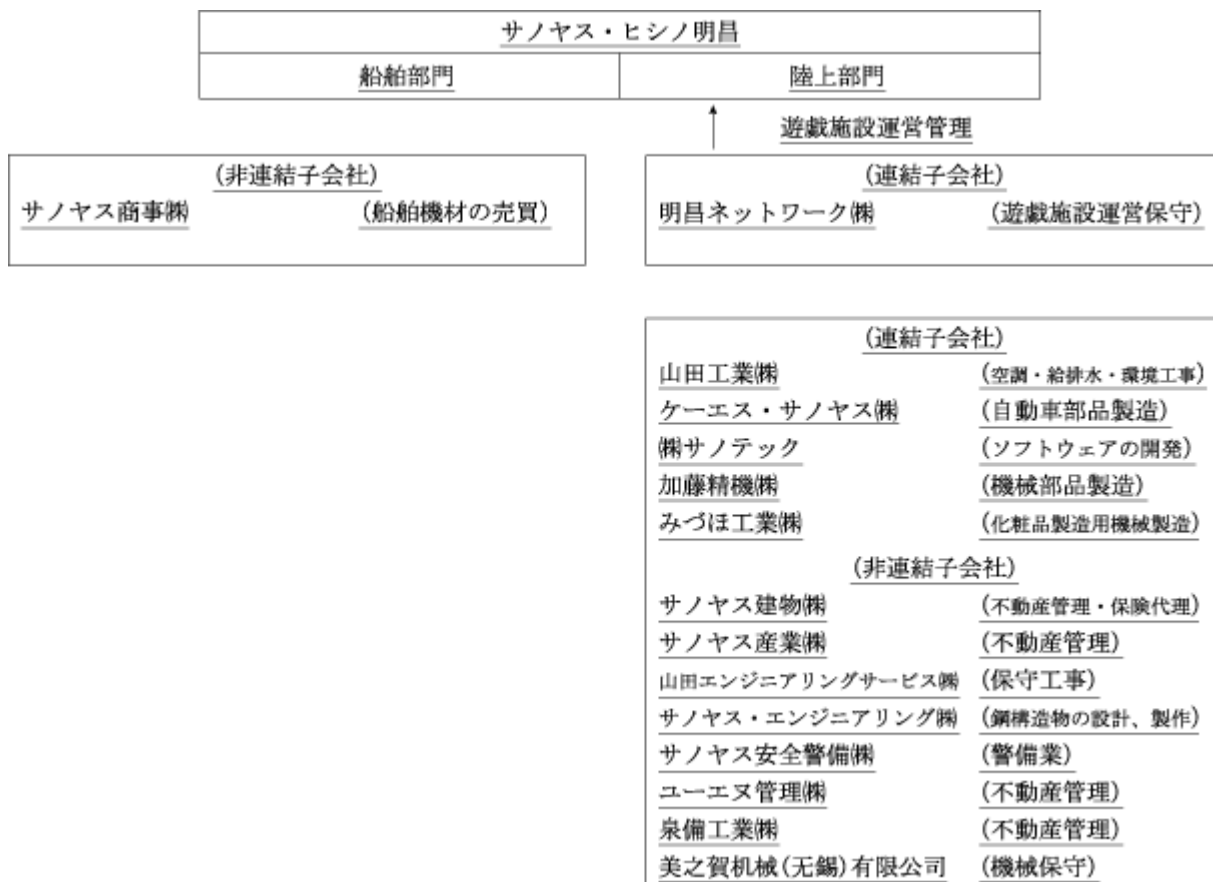 サノヤス・ヒシノ明昌
船舶部門 陸上部門
遊戯施設運営管理
(非連結子会社)
サノヤス商事㈱ (船舶機材の売買)
(連結子会社)
明昌ネットワーク㈱ (遊戯施設運営保守)
(連結子会社)
山田工業㈱ (空調・給排水・環境工事)
ケーエス・サノヤス㈱ (自動車部品製造)
㈱サノテック (ソフトウェアの開発)
加藤精機㈱ (機械部品製造)
みづほ工業㈱ (化粧品製造用機械製造)
(非連結子会社)
サノヤス建物㈱ (不動産管理・保険代理)
サノヤス産業㈱ (不動産管理)
山田エンジニアリングサービス㈱ (保守工事)
サノヤス・エンジニアリング㈱ (鋼構造物の設計、製作)
サノヤス安全警備㈱ (警備業)
ユーエヌ管理㈱ (不動産管理)
泉備工業㈱ (不動産管理)
美之賀机械(无錫)有限公司 (機械保守)